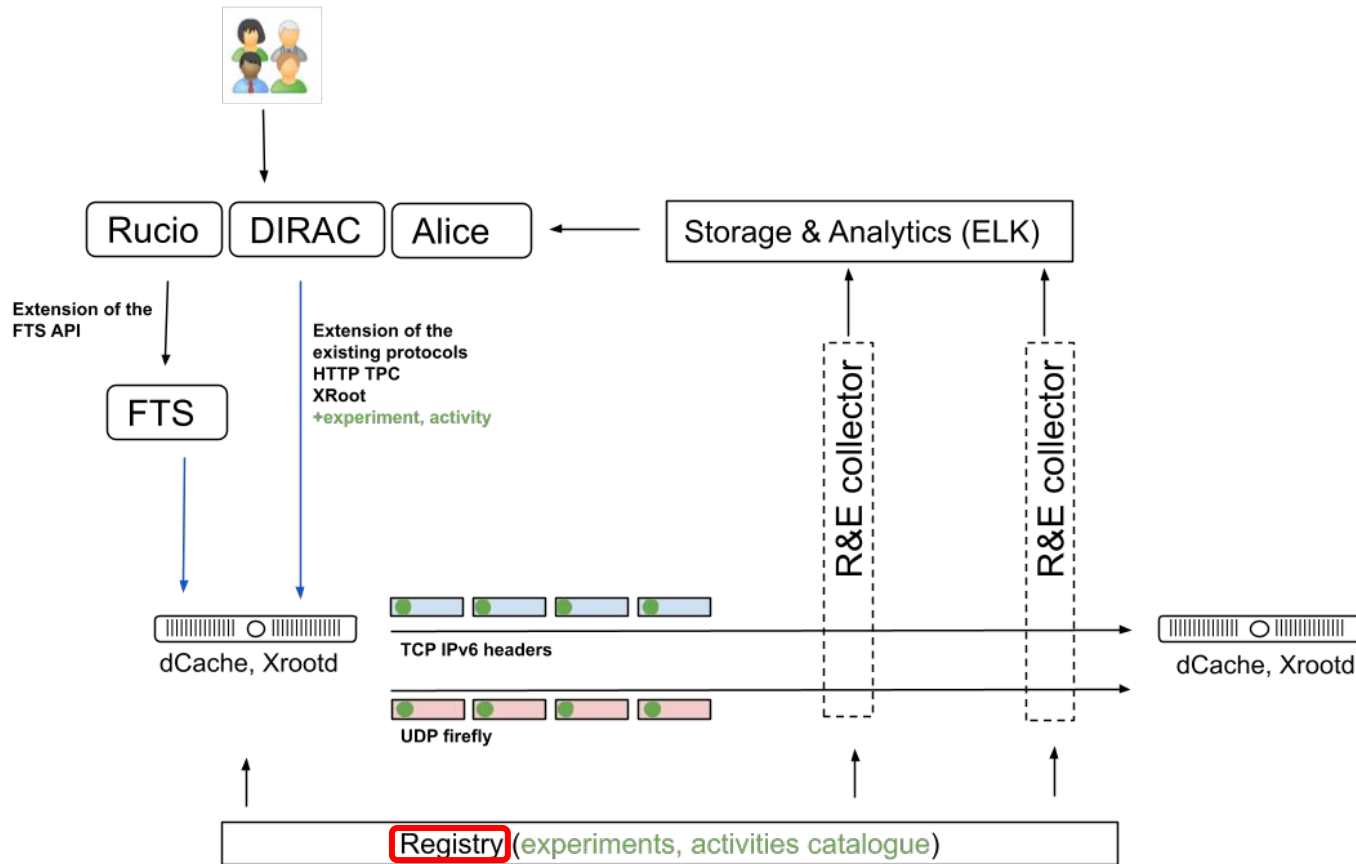 Rucio
DIRAC
Alice
Storage & Analytics (ELK)
Extension of the
FTS API
Extension of the
existing protocols
HTTP TPC
XRoot
+experiment, activity
FTS
R&E collector
R&E collector
TCP IPv6 headers
dCache, Xrootd
dCache, Xrootd
UDP firefly
Registry (experiments, activities catalogue)